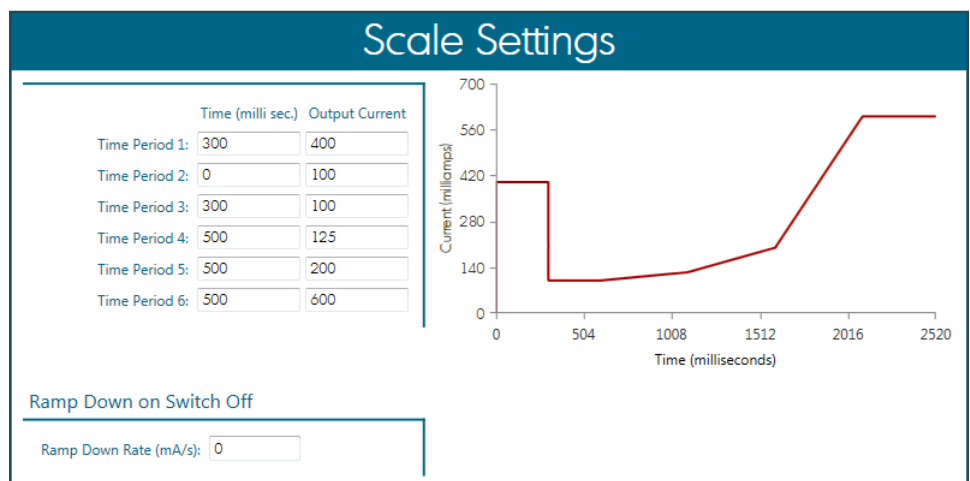 Scale Settings
Time (milli sec.) Output Current
Time Period 1: 300 400
Time Period 2: 0 100
Time Period 3: 300 100
Time Period 4: 500 125
Time Period 5: 500 200
Time Period 6: 500 600
700
560
420
280
140
0
Current (milliamps)
0 504 1008 1512 2016 2520
Time (milliseconds)
Ramp Down on Switch Off
Ramp Down Rate (mA/s): 0